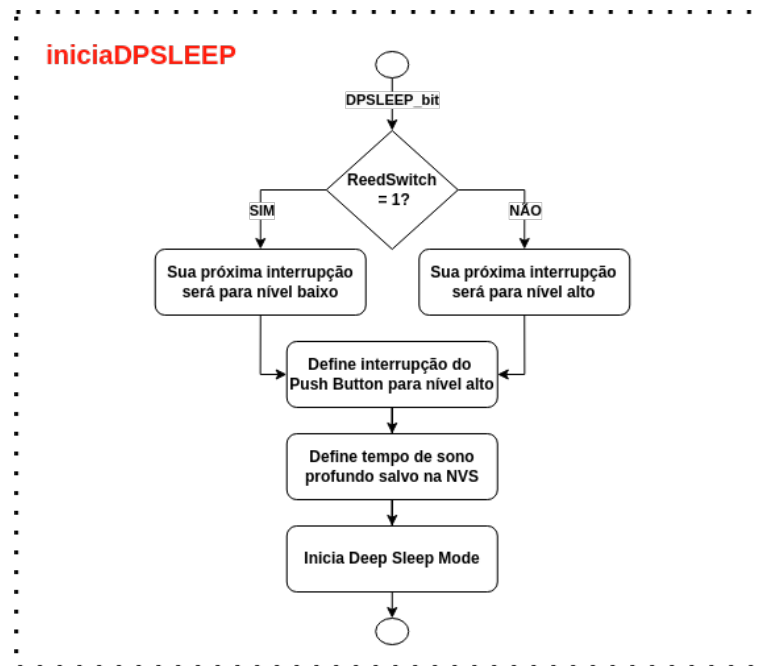 iniciaDPSLEEP
DPSLEEP_bit
ReedSwitch
= 1?
SIM
NÃO
Sua próxima interrupção
será para nível baixo
Sua próxima interrupção
será para nível alto
Define interrupção do
Push Button para nível alto
Define tempo de sono
profundo salvo na NVS
Inicia Deep Sleep Mode